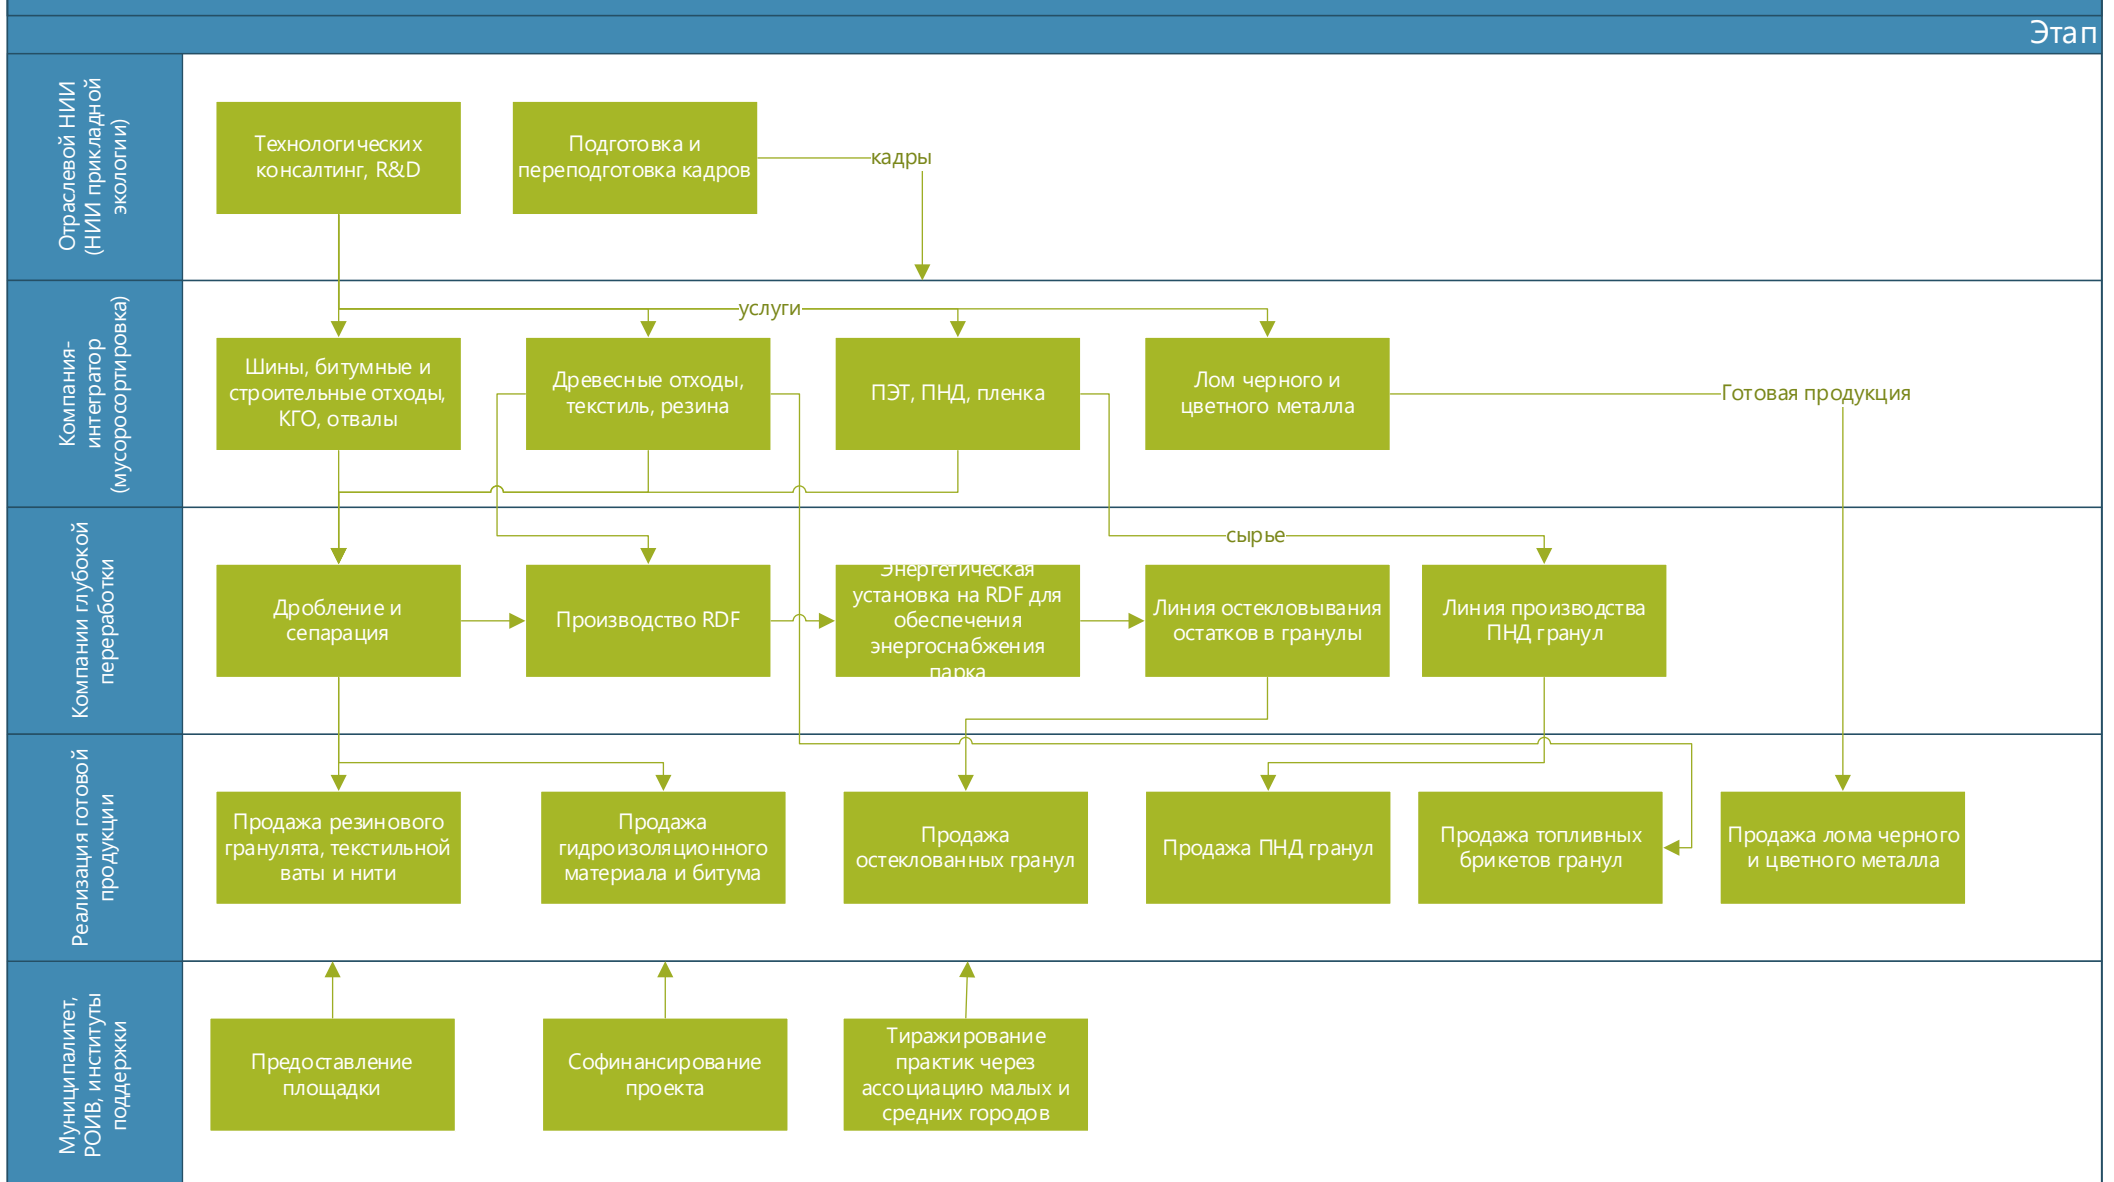 Этап
Отраслевой НИИ
(НИИ прикладной
экологии)
Технологических
консалтинг, R&D
Подготовка и
переподготовка кадров
кадры
Компания-
интегратор
(мусоросортировка)
услуги
Шины, битумные и
строительные отходы,
КГО, отвалы
Древесные отходы,
текстиль, резина
ПЭТ, ПНД, пленка
Лом черного и
цветного металла
Готовая продукция
Компании глубокой
переработки
сырье
Дробление и
сепарация
Производство RDF
Энергетическая
установка на RDF для
обеспечения
энергоснабжения
парка
Линия остекловывания
остатков в гранулы
Линия производства
ПНД гранул
Реализация готовой
продукции
Продажа резинового
гранулята, текстильной
ваты и нити
Продажа
гидроизоляционного
материала и битума
Продажа
остеклованных гранул
Продажа ПНД гранул
Продажа топливных
брикетов гранул
Продажа лома черного
и цветного металла
Муниципалитет,
РОИВ, институты
поддержки
Предоставление
площадки
Софинансирование
проекта
Тиражирование
практик через
ассоциацию малых и
средних городов